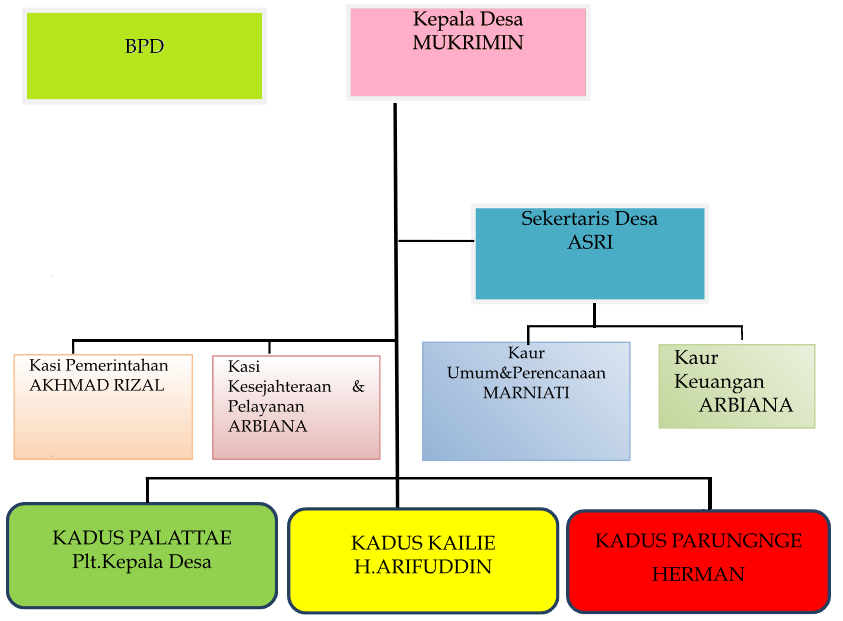 BPD
Kepala Desa
MUKRIMIN
Sekertaris Desa
ASRI
Kasi Pemerintahan
AKHMAD RIZAL
Kasi
Kesejahteraan &
Pelayanan
ARBIANA
Kaur
Umum&Perencanaan
MARNIATI
Kaur
Keuangan
ARBIANA
KADUS PALATTAE
Plt.Kepala Desa
KADUS KAILIE
H.ARIFUDDIN
KADUS PARUNGNGE
HERMAN